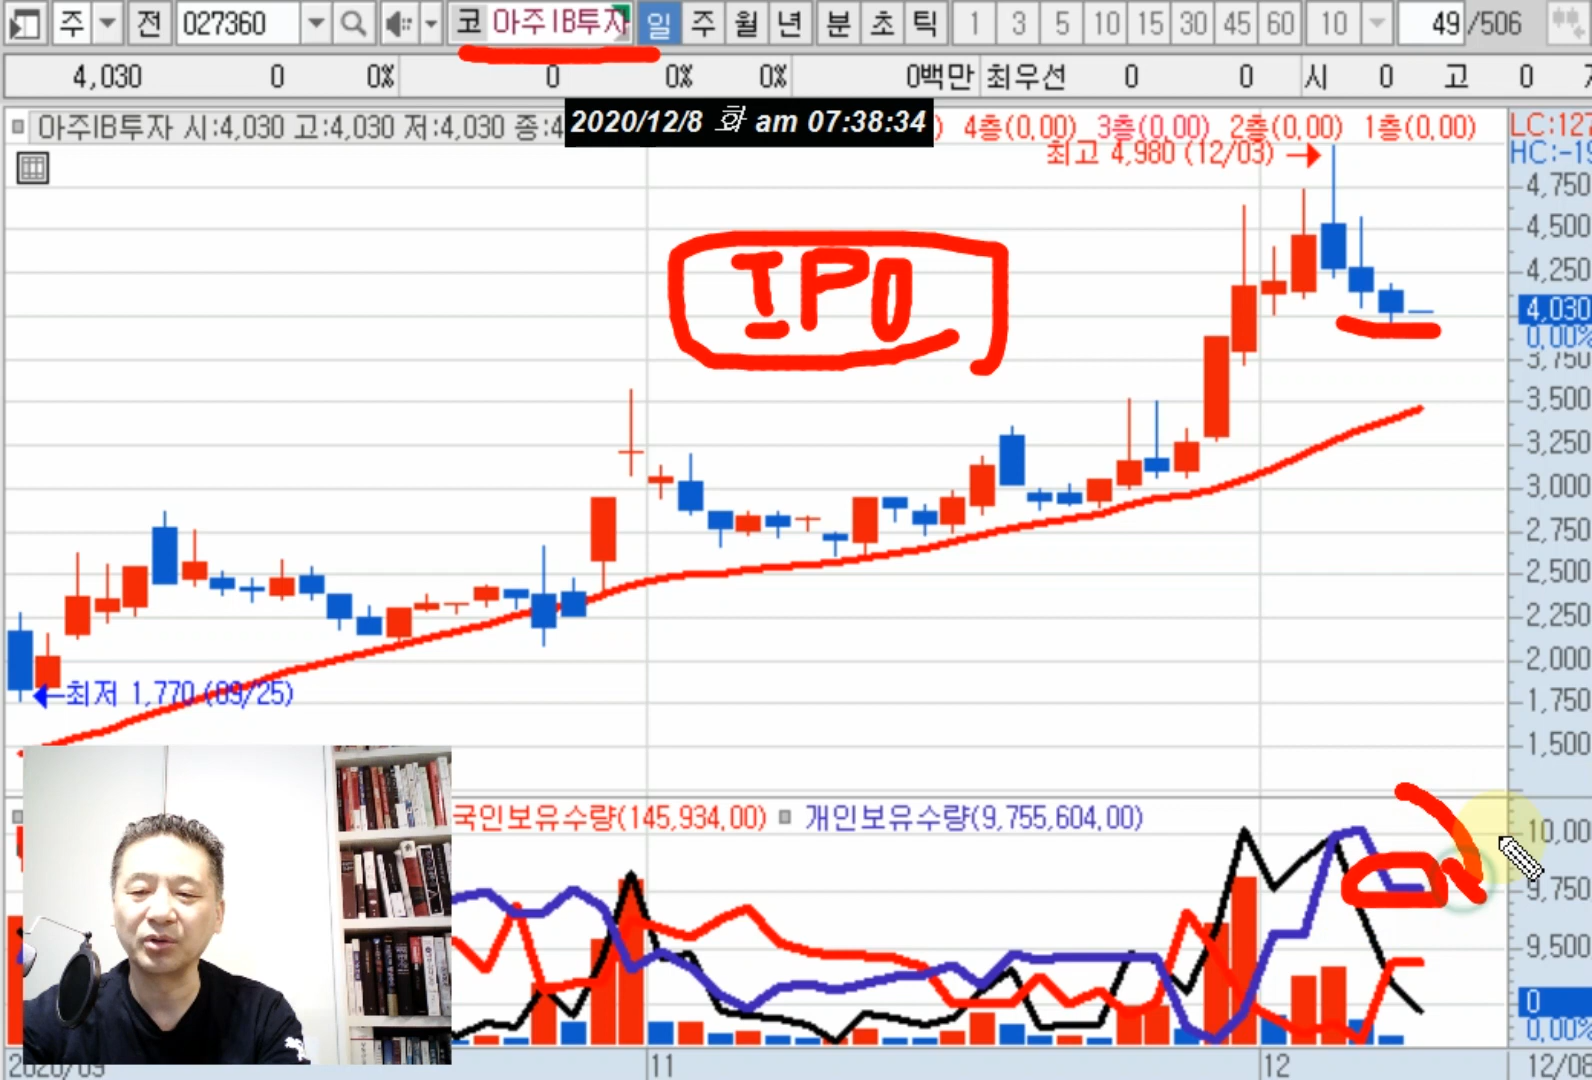 주 전 027360 코 아주IB투자 일 주 월 년 분 초 틱 1 3 5 10 15 30 45 60 10 49 /506
4,030 0 0% 0 0% 0% 0백만 최우선 0 0 시 0 고 0
아주IB투자 시:4,030 고:4,030 저:4,030 종:4
2020/12/8 화 am 07:38:34
) 4층(0,00) 3층(0,00) 2층(0,00) 1층(0,00)
LC:127
최고 4,980 (12/03)
HC:-19
4,750
4,500
4,250
IPO
4,030
0,00%
3,750
3,500
3,250
3,000
2,750
2,500
2,250
2,000
최저 1,770 (09/25)
1,750
1,500
국인보유수량(145,934,00) 개인보유수량(9,755,604,00)
10,00
9,750
9,500
0
0,00%
2020/09 11 12 12/08